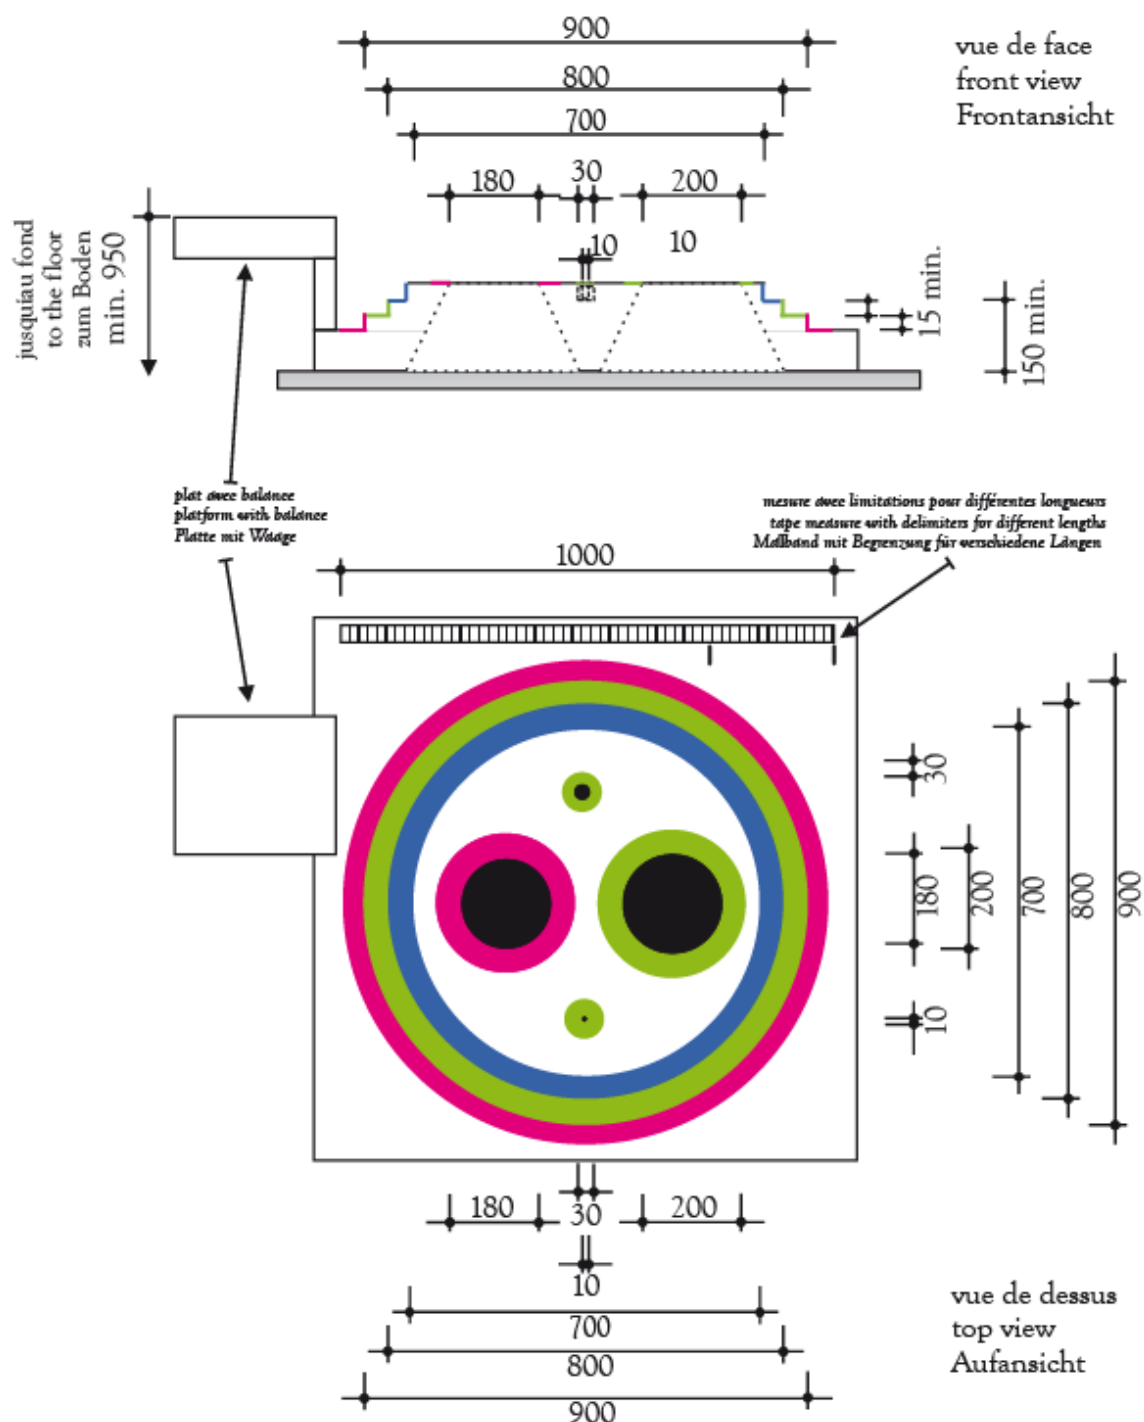 900
vue de face
front view
Frontansicht
800
700
180
30
200
10
10
jusquiau fond
to the floor
zum Boden
min. 950
15 min.
150 min.
plat avec balance
platform with balance
Platte mit Waage
mesure avec limitations pour différentes longueurs
tape measure with delimiters for different lengths
Maßband mit Begrenzung für verschiedene Längen
1000
30
180
200
700
800
900
10
180
30
200
10
700
800
900
vue de dessus
top view
Aufansicht